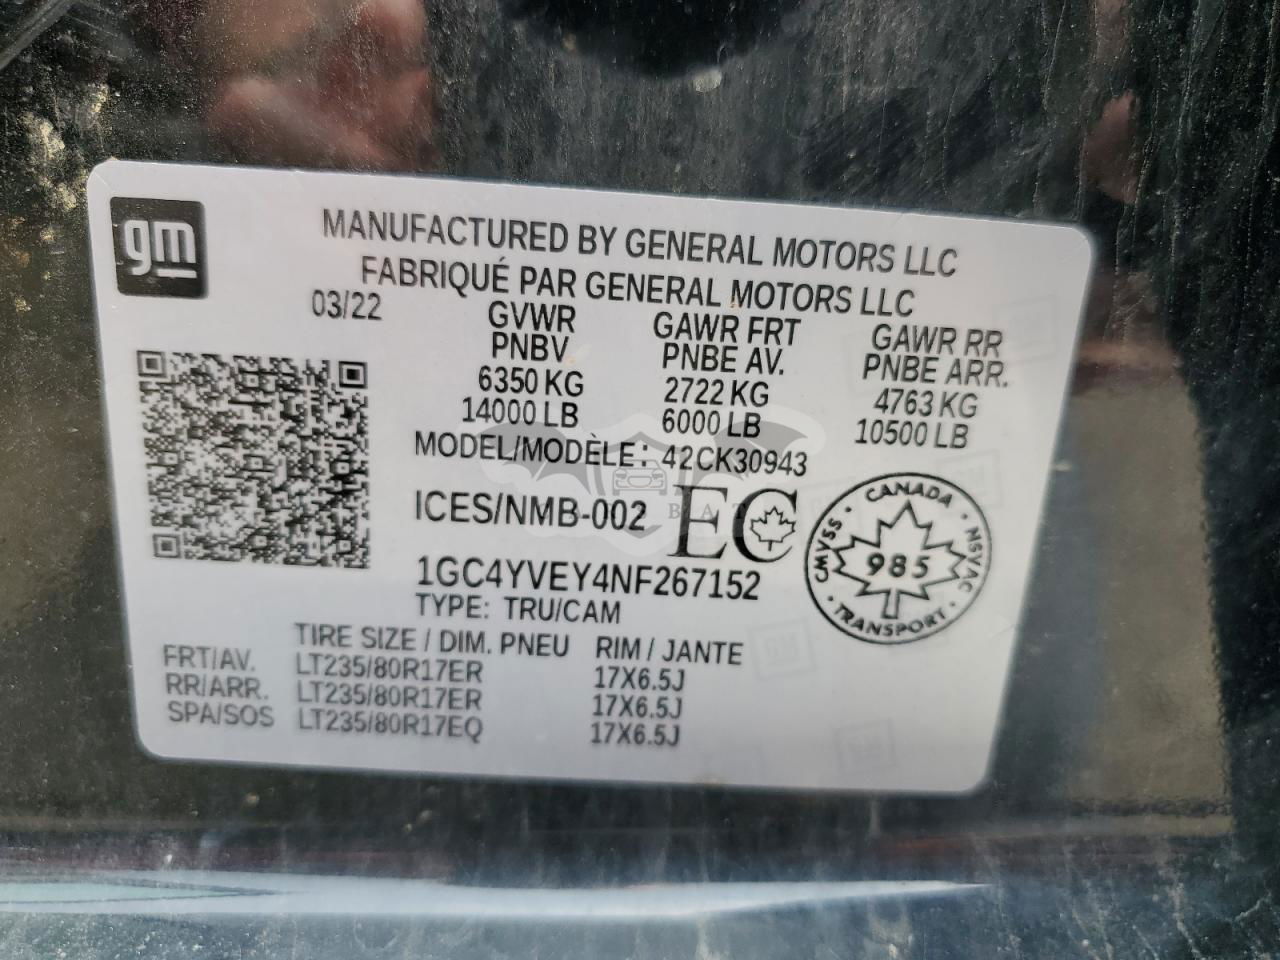 gm
MANUFACTURED BY GENERAL MOTORS LLC
FABRIQUÉ PAR GENERAL MOTORS LLC
03/22
GVWR GAWR FRT GAWR RR
PNBV PNBE AV. PNBE ARR.
6350 KG 2722 KG 4763 KG
14000 LB 6000 LB 10500 LB
MODEL/MODÈLE: 42CK30943
ICES/NMB-002 EC
CANADA
CMVSS · NSVAC
985
TRANSPORT
1GC4YVEY4NF267152
TYPE: TRU/CAM
TIRE SIZE / DIM. PNEU RIM / JANTE
FRT/AV. LT235/80R17ER 17X6.5J
RR/ARR. LT235/80R17ER 17X6.5J
SPA/SOS LT235/80R17EQ 17X6.5J